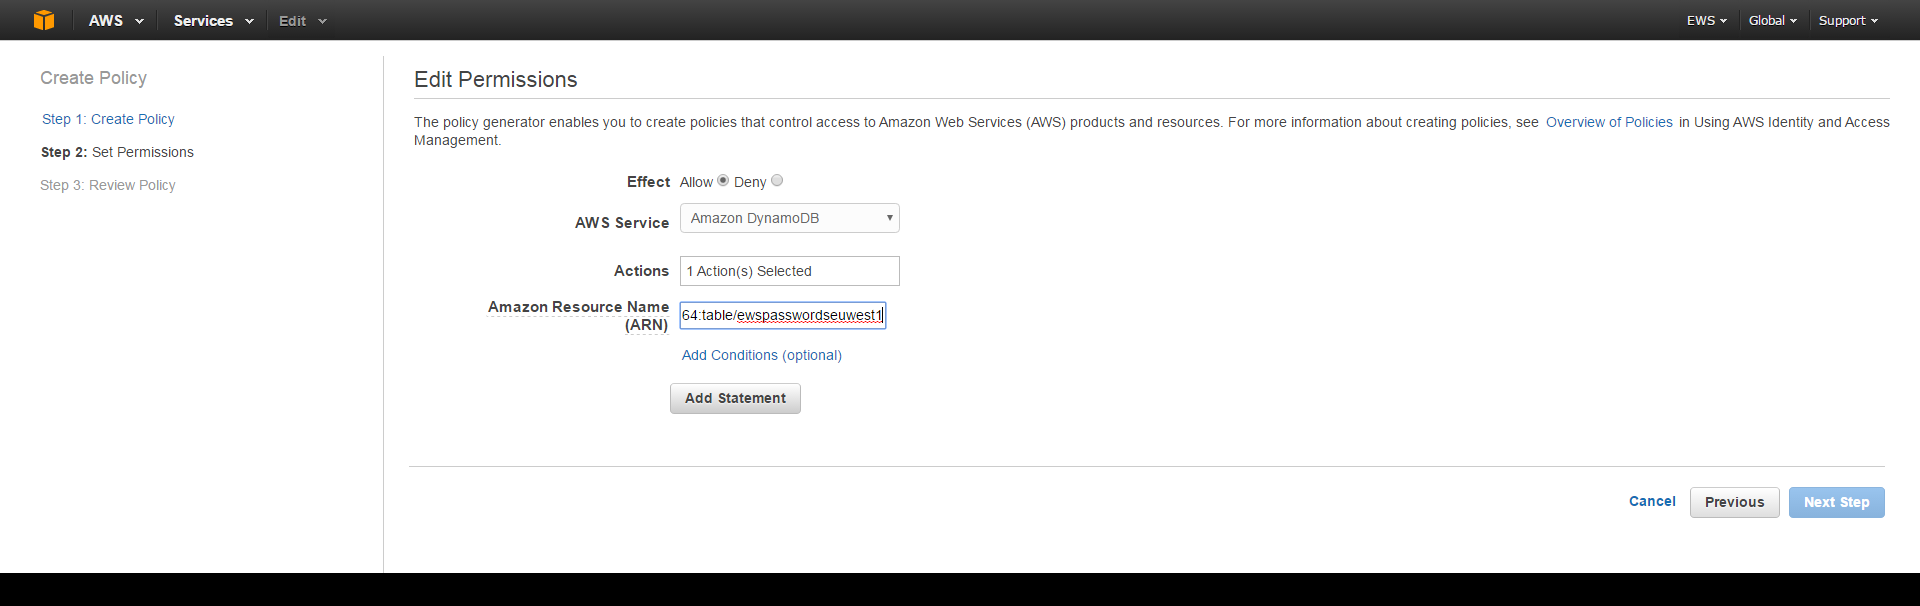 AWS Services Edit EWS Global Support
Create Policy
Step 1: Create Policy
Step 2: Set Permissions
Step 3: Review Policy
Edit Permissions
The policy generator enables you to create policies that control access to Amazon Web Services (AWS) products and resources. For more information about creating policies, see Overview of Policies in Using AWS Identity and Access
Management.
Effect Allow Deny
AWS Service Amazon DynamoDB
Actions 1 Action(s) Selected
Amazon Resource Name
(ARN) 64:table/ewspasswordseuwest1
Add Conditions (optional)
Add Statement
Cancel Previous Next Step